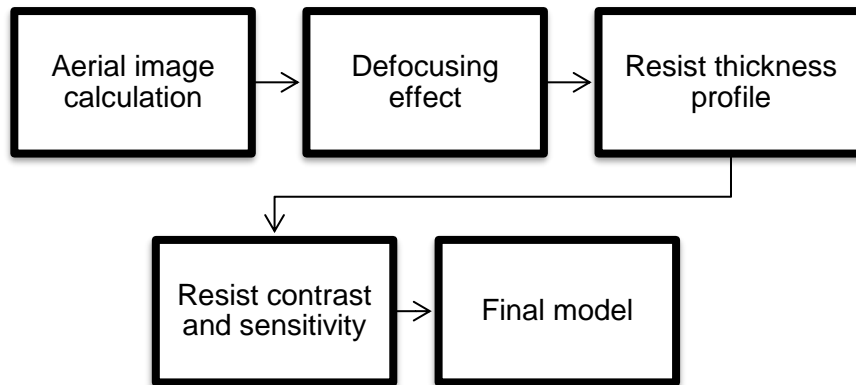 Aerial image
calculation
Defocusing
effect
Resist thickness
profile
Resist contrast
and sensitivity
Final model